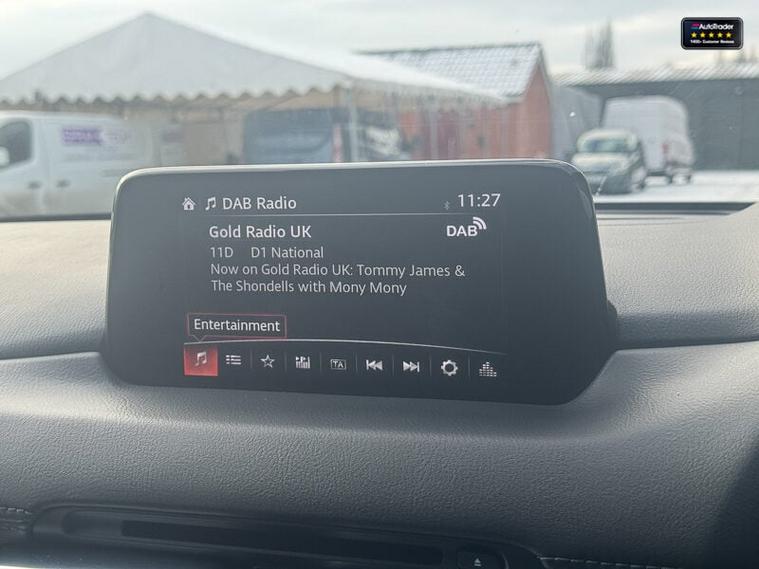 AutoTrader
DAB Radio
11:27
Gold Radio UK
DAB
11D D1 National
Now on Gold Radio UK: Tommy James &
The Shondells with Mony Mony
Entertainment
TA